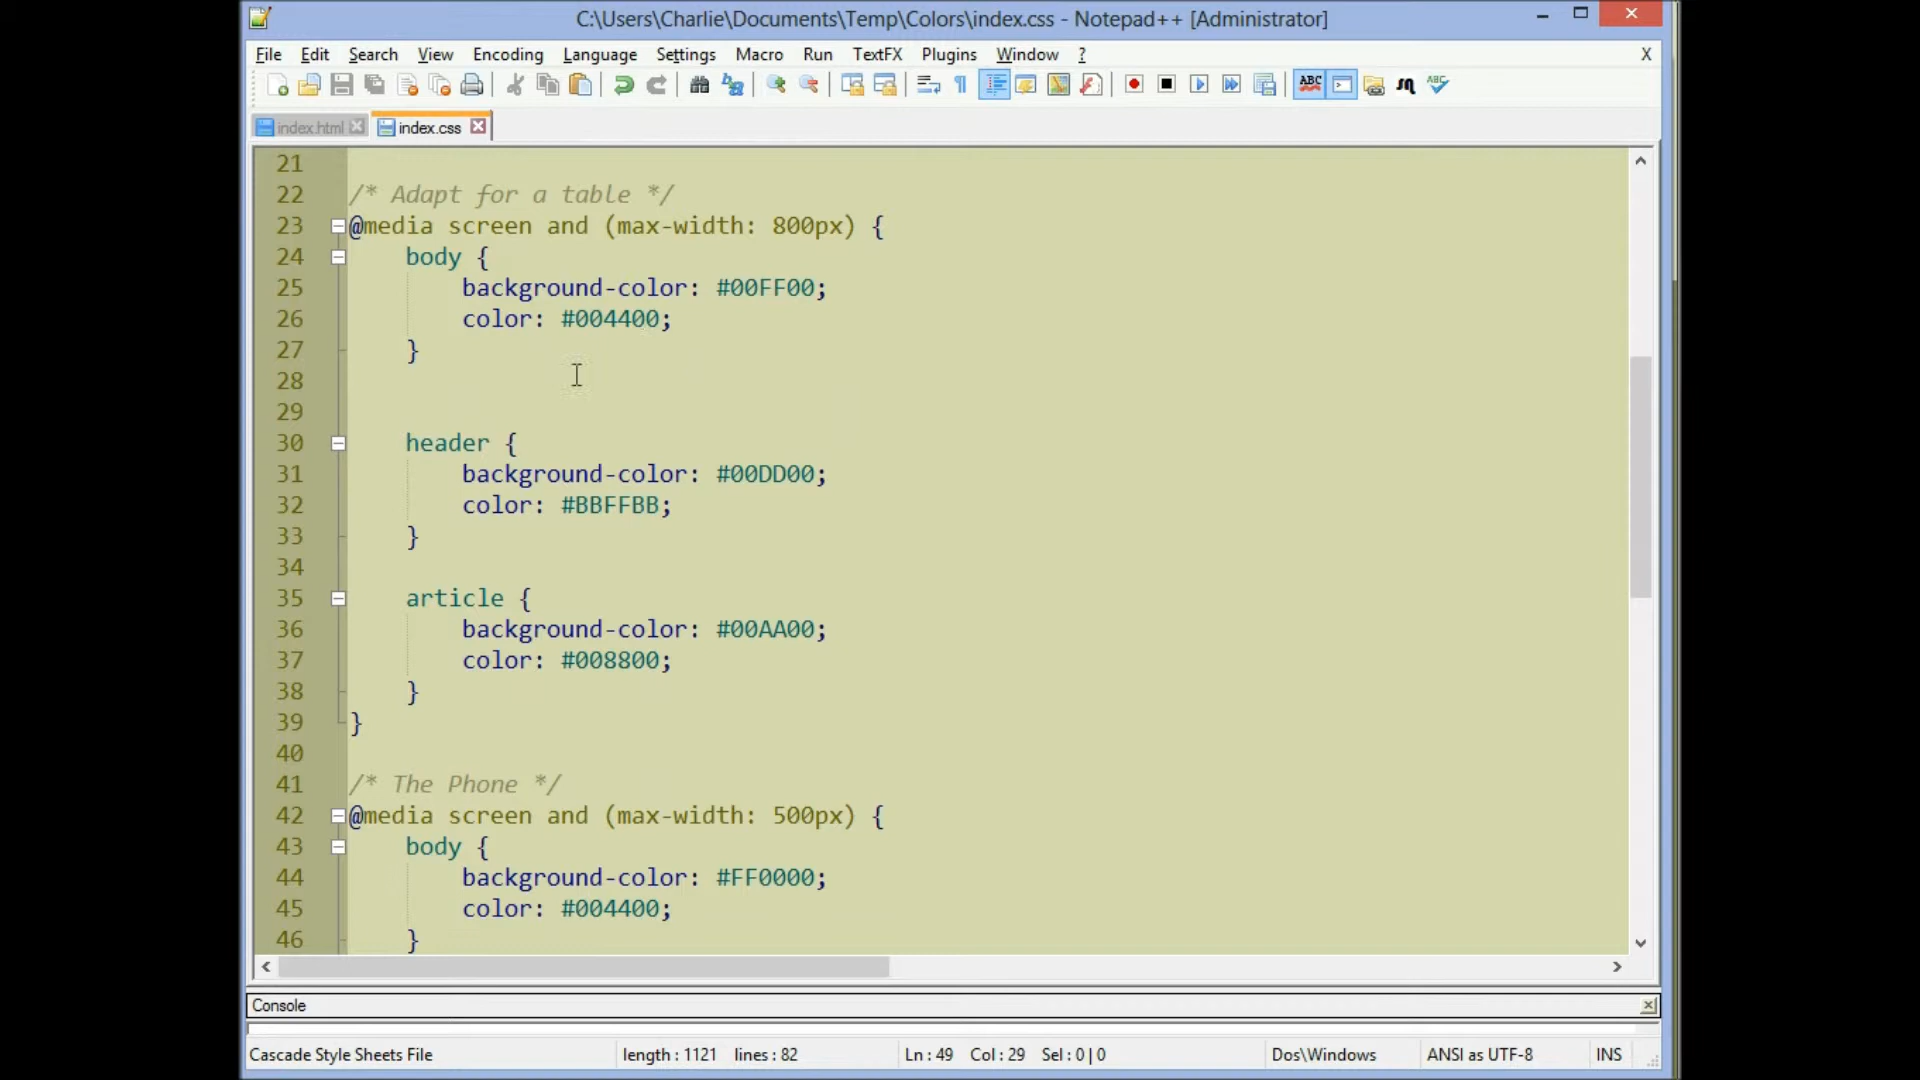 C:\Users\Charlie\Documents\Temp\Colors\index.css - Notepad++ [Administrator]
File Edit Search View Encoding Language Settings Macro Run TextFX Plugins Window ? X
index.html index.css
21
22 /* Adapt for a table */
23 @media screen and (max-width: 800px) {
24 body {
25 background-color: #00FF00;
26 color: #004400;
27 }
28
29
30 header {
31 background-color: #00DD00;
32 color: #BBFFBB;
33 }
34
35 article {
36 background-color: #00AA00;
37 color: #008800;
38 }
39 }
40
41 /* The Phone */
42 @media screen and (max-width: 500px) {
43 body {
44 background-color: #FF0000;
45 color: #004400;
46 }
Console
Cascade Style Sheets File length : 1121 lines : 82 Ln : 49 Col : 29 Sel : 0 | 0 Dos\Windows ANSI as UTF-8 INS